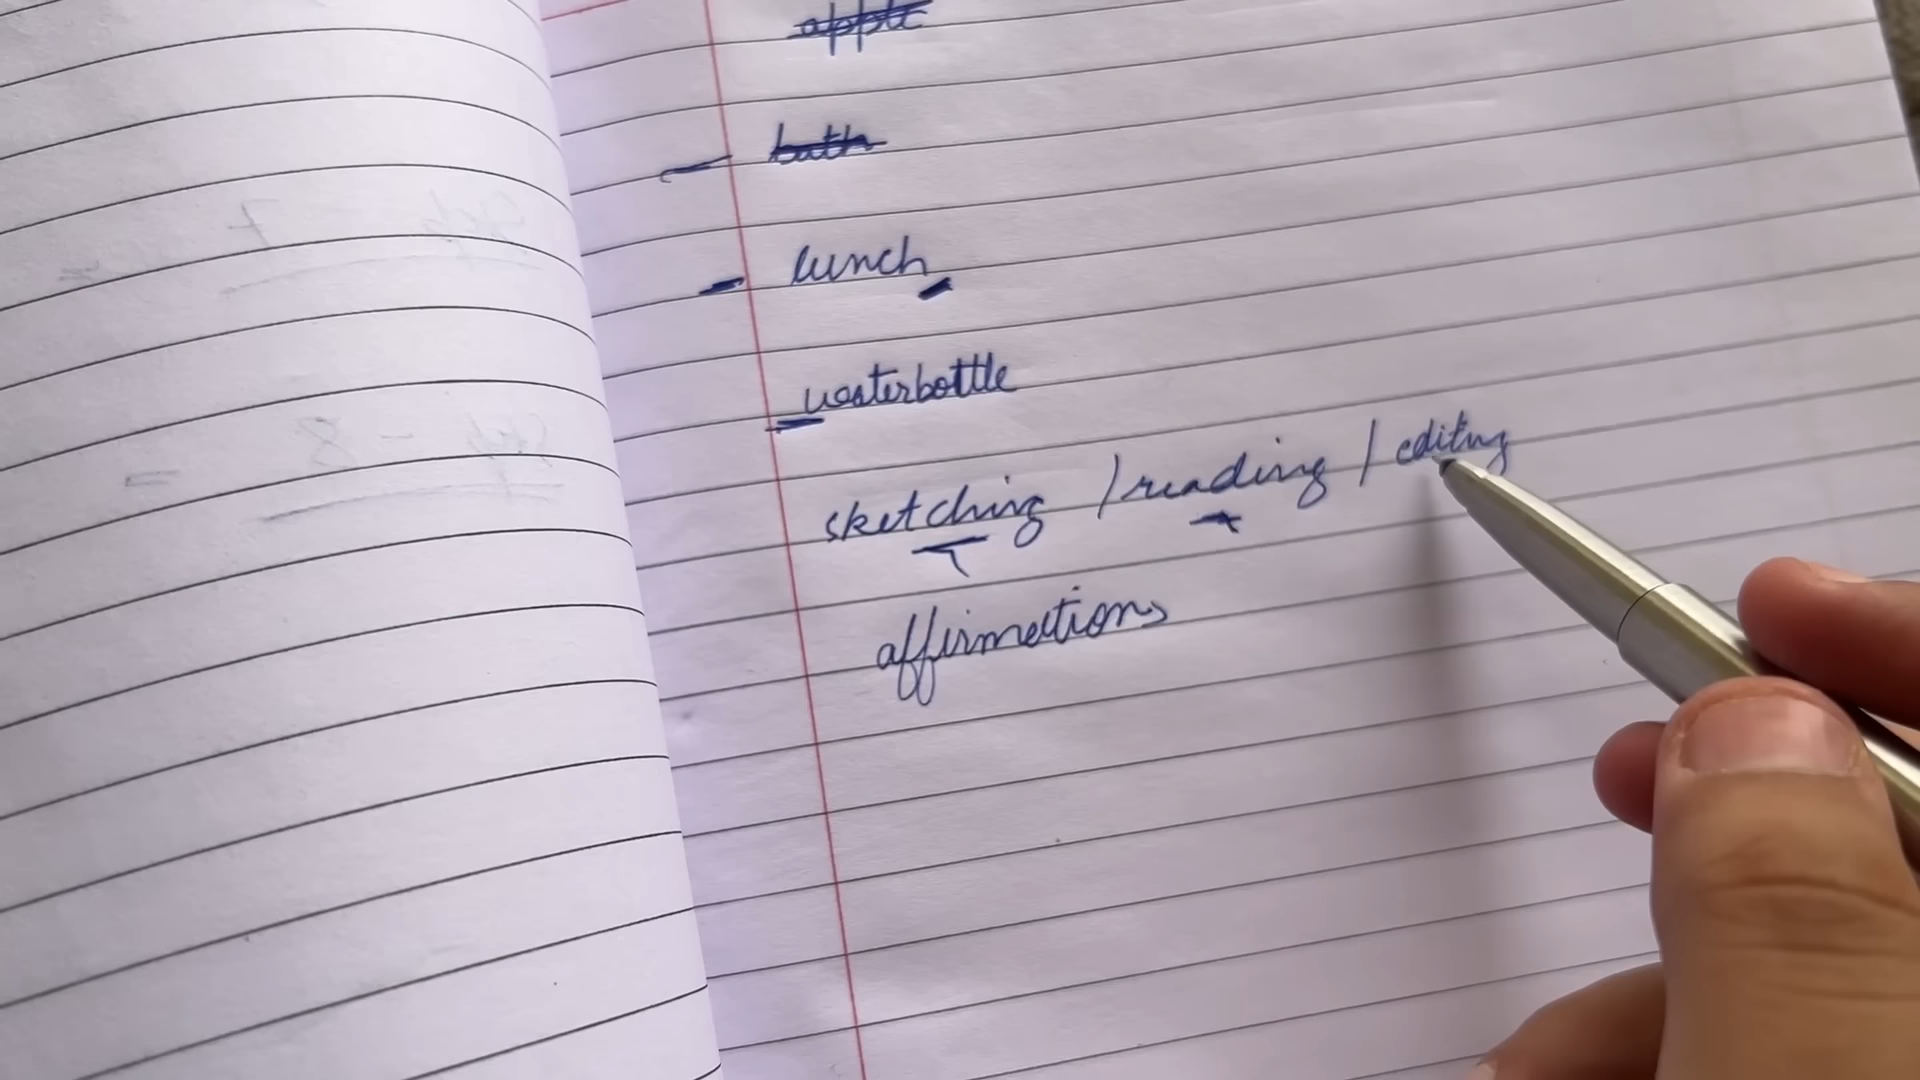 apple
bath
lunch
waterbottle
sketching / reading / editing
affirmations